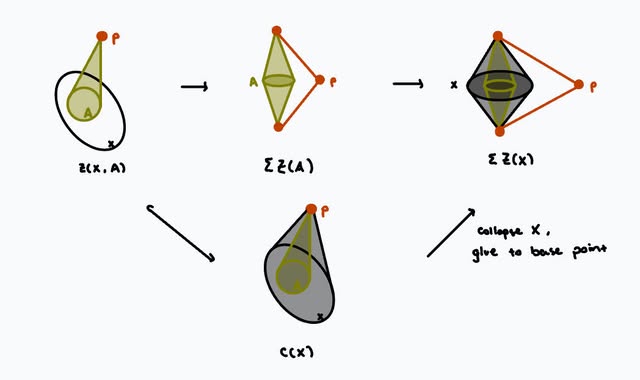 P
A
x
Z(X, A)
A
P
ΣZ(A)
x
P
ΣZ(X)
P
A
x
C(X)
collapse X,
glue to base point